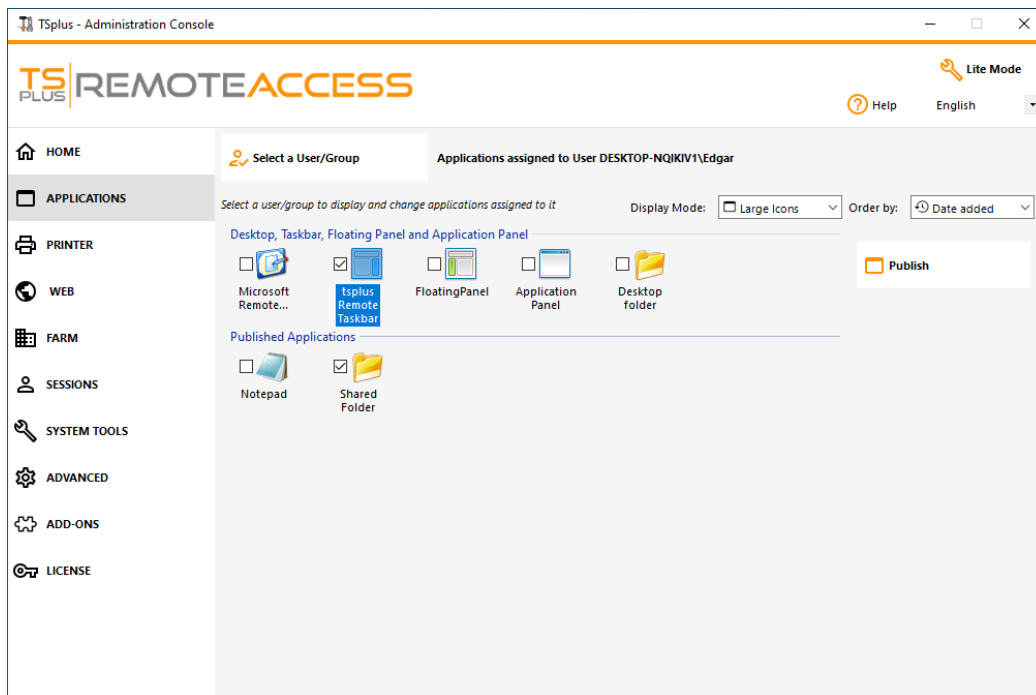 TSplus - Administration Console
TS PLUS REMOTEACCESS
Lite Mode
Help English
HOME
APPLICATIONS
PRINTER
WEB
FARM
SESSIONS
SYSTEM TOOLS
ADVANCED
ADD-ONS
LICENSE
Select a User/Group
Applications assigned to User DESKTOP-NQIKIV1\Edgar
Select a user/group to display and change applications assigned to it
Display Mode: Large Icons Order by: Date added
Desktop, Taskbar, Floating Panel and Application Panel
Microsoft
Remote...
tsplus
Remote
Taskbar
FloatingPanel
Application
Panel
Desktop
folder
Publish
Published Applications
Notepad
Shared
Folder